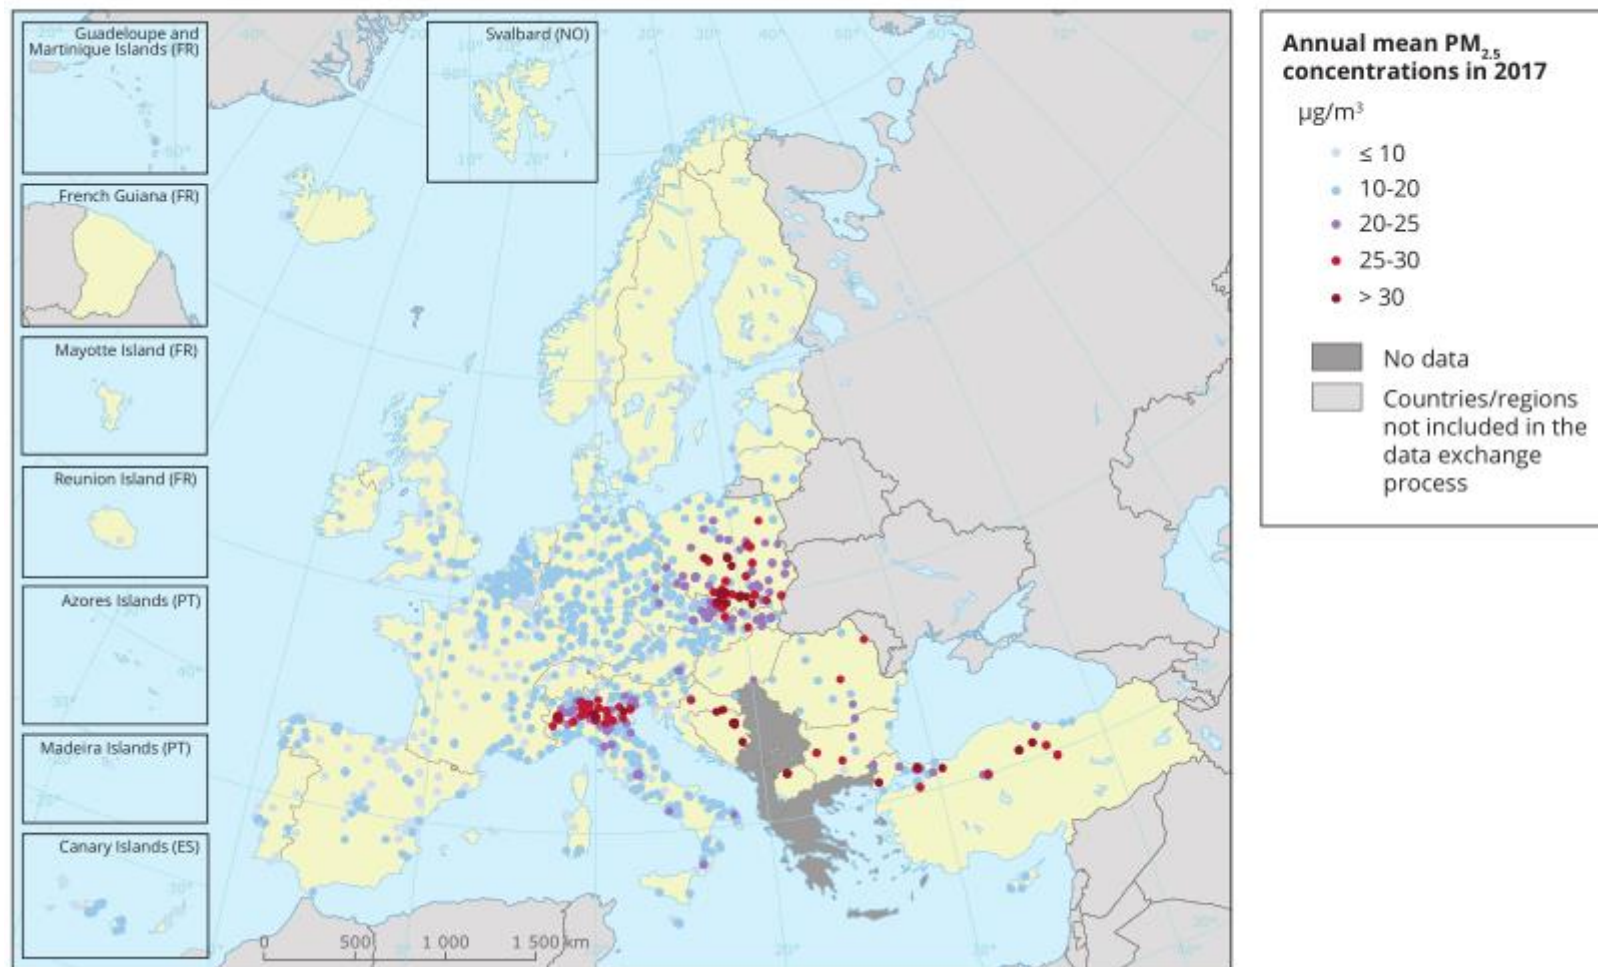 Guadeloupe and
Martinique Islands (FR)
Svalbard (NO)
French Guiana (FR)
Mayotte Island (FR)
Reunion Island (FR)
Azores Islands (PT)
Madeira Islands (PT)
Canary Islands (ES)
0 500 1 000 1 500 km
Annual mean PM2.5
concentrations in 2017
µg/m³
≤ 10
10-20
20-25
25-30
> 30
No data
Countries/regions
not included in the
data exchange
process